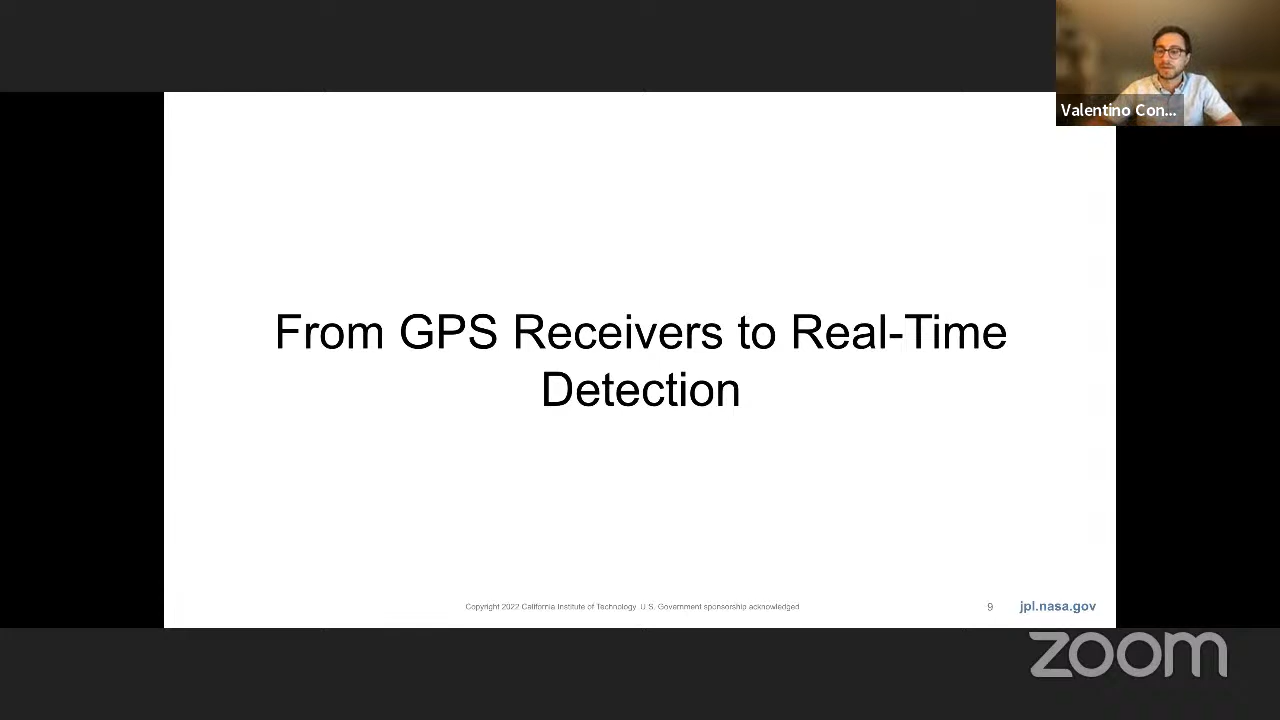 Valentino Con...
From GPS Receivers to Real-Time
Detection
Copyright 2022 California Institute of Technology. U.S. Government sponsorship acknowledged
9
jpl.nasa.gov
zoom